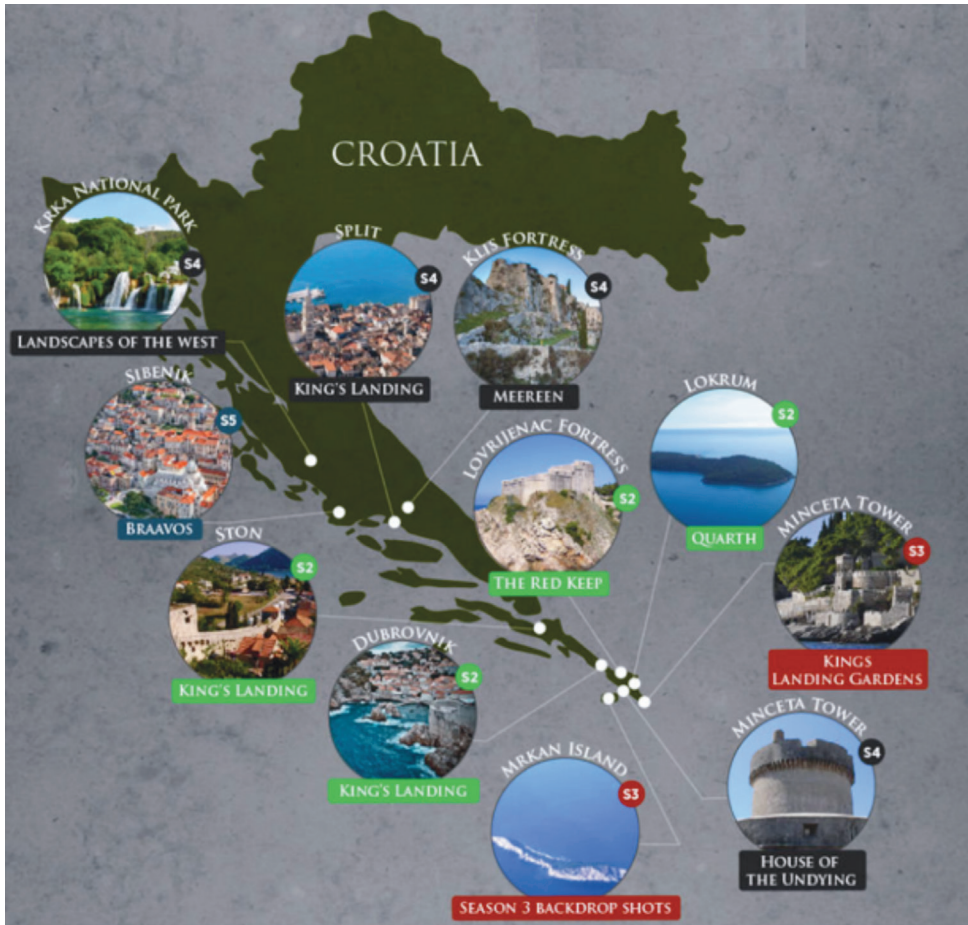 CROATIA
KRKA NATIONAL PARK
S4
LANDSCAPES OF THE WEST
SPLIT
S4
KING'S LANDING
KLIS FORTRESS
S4
MEEREEN
SIBENIK
S5
BRAAVOS
LOVRIJENAC FORTRESS
S2
THE RED KEEP
LOKRUM
S2
QUARTH
MINCETA TOWER
S3
KINGS
LANDING GARDENS
STON
S2
KING'S LANDING
DUBROVNIK
S2
KING'S LANDING
MRKAN ISLAND
S3
SEASON 3 BACKDROP SHOTS
MINCETA TOWER
S4
HOUSE OF
THE UNDYING